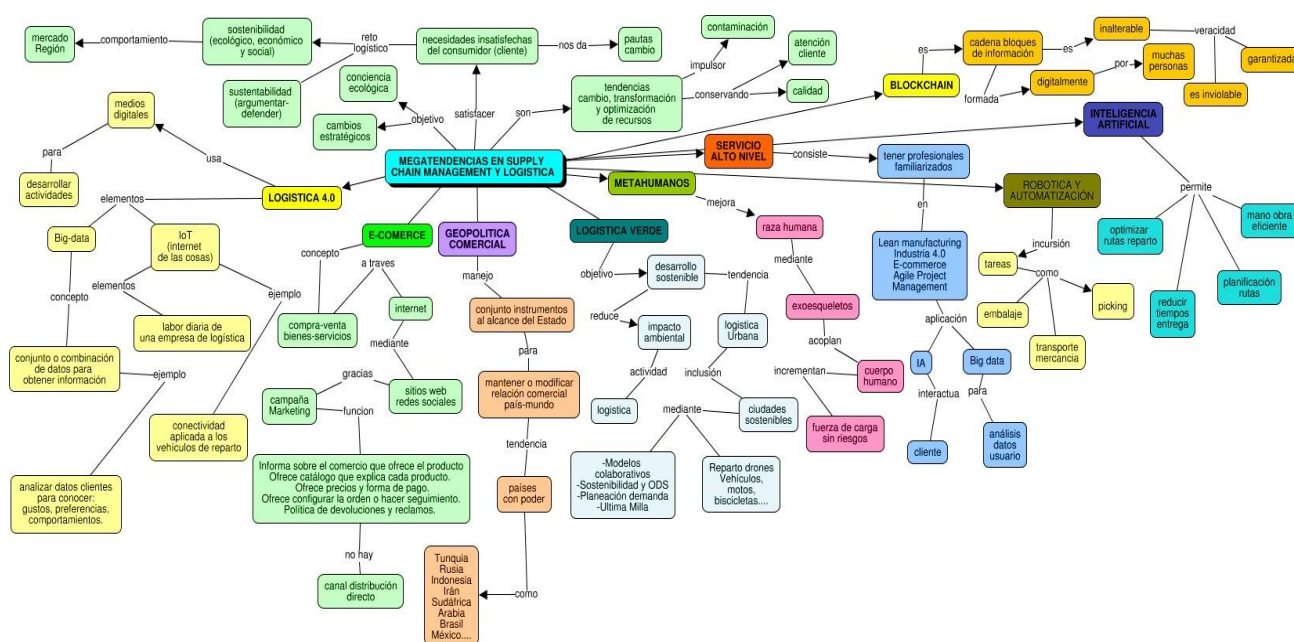 mercado
Región
comportamiento
sostenibilidad
(ecológico, económico
y social)
reto
logístico
necesidades insatisfechas
del consumidor (cliente)
nos da
pautas
cambio
sustentabilidad
(argumentar-
defender)
conciencia
ecológica
objetivo
cambios
estratégicos
satisfacer
son
tendencias
cambio, transformación
y optimización
de recursos
impulsor
contaminación
conservando
atención
cliente
calidad
BLOCKCHAIN
es
cadena bloques
de información
es
inalterable
veracidad
garantizada
es inviolable
formada
digitalmente
por
muchas
personas
MEGATENDENCIAS EN SUPPLY
CHAIN MANAGEMENT Y LOGISTICA
medios
digitales
para
desarrollar
actividades
usa
LOGISTICA 4.0
elementos
Big-data
IoT
(internet
de las cosas)
concepto
elementos
ejemplo
labor diaria de
una empresa de logística
conjunto o combinación
de datos para
obtener información
ejemplo
conectividad
aplicada a los
vehículos de reparto
analizar datos clientes
para conocer:
gustos, preferencias,
comportamientos.
E-COMERCE
concepto
a traves
compra-venta
bienes-servicios
internet
mediante
sitios web
redes sociales
gracias
campaña
Marketing
funcion
Informa sobre el comercio que ofrece el producto
Ofrece catálogo que explica cada producto.
Ofrece precios y forma de pago.
Ofrece configurar la orden o hacer seguimiento.
Política de devoluciones y reclamos.
no hay
canal distribución
directo
GEOPOLITICA
COMERCIAL
manejo
conjunto instrumentos
al alcance del Estado
para
mantener o modificar
relación comercial
país-mundo
tendencia
países
con poder
como
Tunquia
Rusia
Indonesia
Irán
Sudáfrica
Arabia
Brasil
México....
LOGISTICA VERDE
objetivo
desarrollo
sostenible
reduce
impacto
ambiental
actividad
logistica
tendencia
logistica
Urbana
inclusión
ciudades
sostenibles
mediante
-Modelos
colaborativos
-Sostenibilidad y ODS
-Planeación demanda
-Ultima Milla
Reparto drones
Vehículos,
motos,
biscicletas....
METAHUMANOS
mejora
raza humana
mediante
exoesqueletos
acoplan
cuerpo
humano
incrementan
fuerza de carga
sin riesgos
SERVICIO
ALTO NIVEL
consiste
tener profesionales
familiarizados
en
Lean manufacturing
Industria 4.0
E-commerce
Agile Project
Management
aplicación
IA
interactua
cliente
Big data
para
análisis
datos
usuario
ROBOTICA Y
AUTOMATIZACIÓN
incursión
tareas
como
embalaje
transporte
mercancia
picking
INTELIGENCIA
ARTIFICIAL
permite
optimizar
rutas reparto
reducir
tiempos
entrega
planificación
rutas
mano obra
eficiente